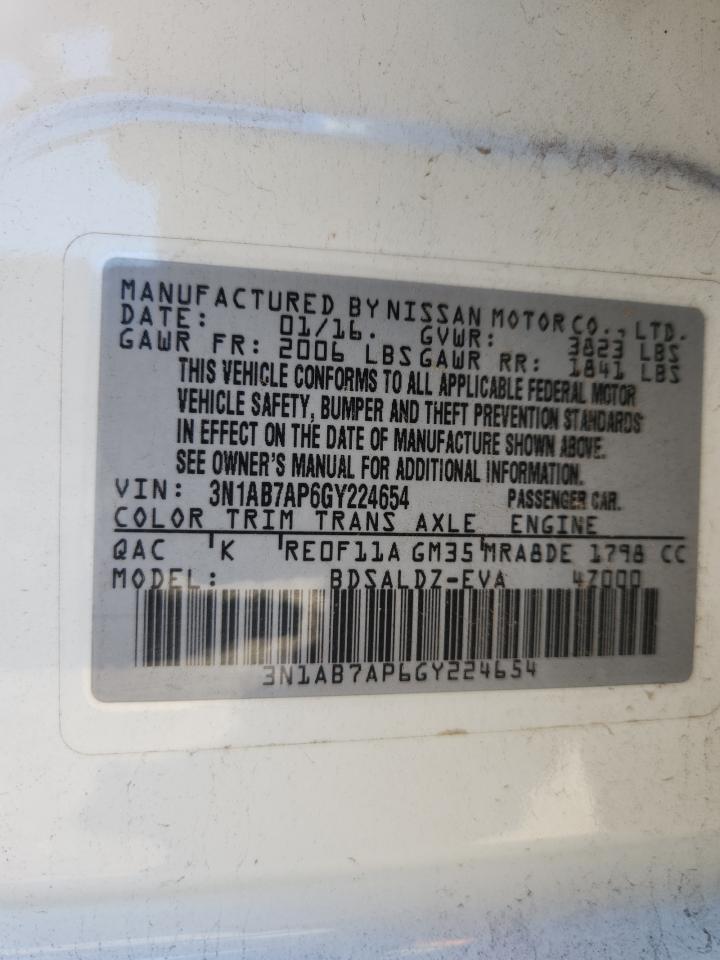 MANUFACTURED BY NISSAN MOTOR CO., LTD.
DATE: 01/16. GVWR: 3823 LBS
GAWR FR: 2006 LBS GAWR RR: 1841 LBS
THIS VEHICLE CONFORMS TO ALL APPLICABLE FEDERAL MOTOR
VEHICLE SAFETY, BUMPER AND THEFT PREVENTION STANDARDS
IN EFFECT ON THE DATE OF MANUFACTURE SHOWN ABOVE.
SEE OWNER'S MANUAL FOR ADDITIONAL INFORMATION.
VIN: 3N1AB7AP6GY224654 PASSENGER CAR.
COLOR TRIM TRANS AXLE ENGINE
QAC K RE0F11A GM35 MRA8DE 1798 CC
MODEL: BDSALDZ-EVA 4Z000
3N1AB7AP6GY224654